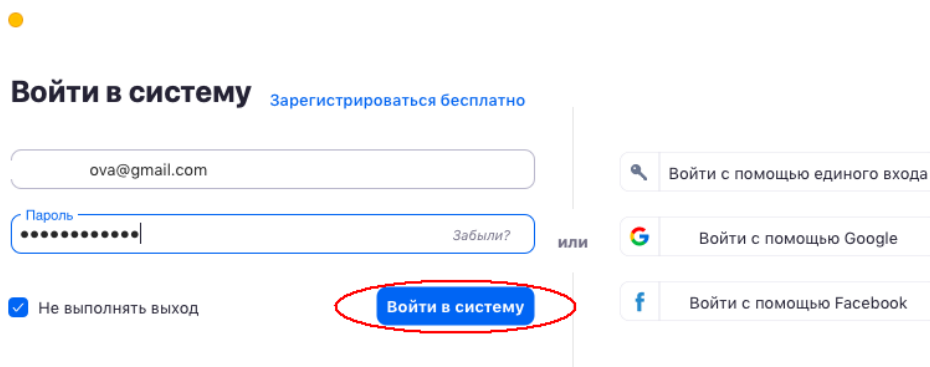 Войти в систему Зарегистрироваться бесплатно
ova@gmail.com
Пароль
●●●●●●●●●●●● Забыли?
Не выполнять выход Войти в систему
или
Войти с помощью единого входа
Войти с помощью Google
Войти с помощью Facebook